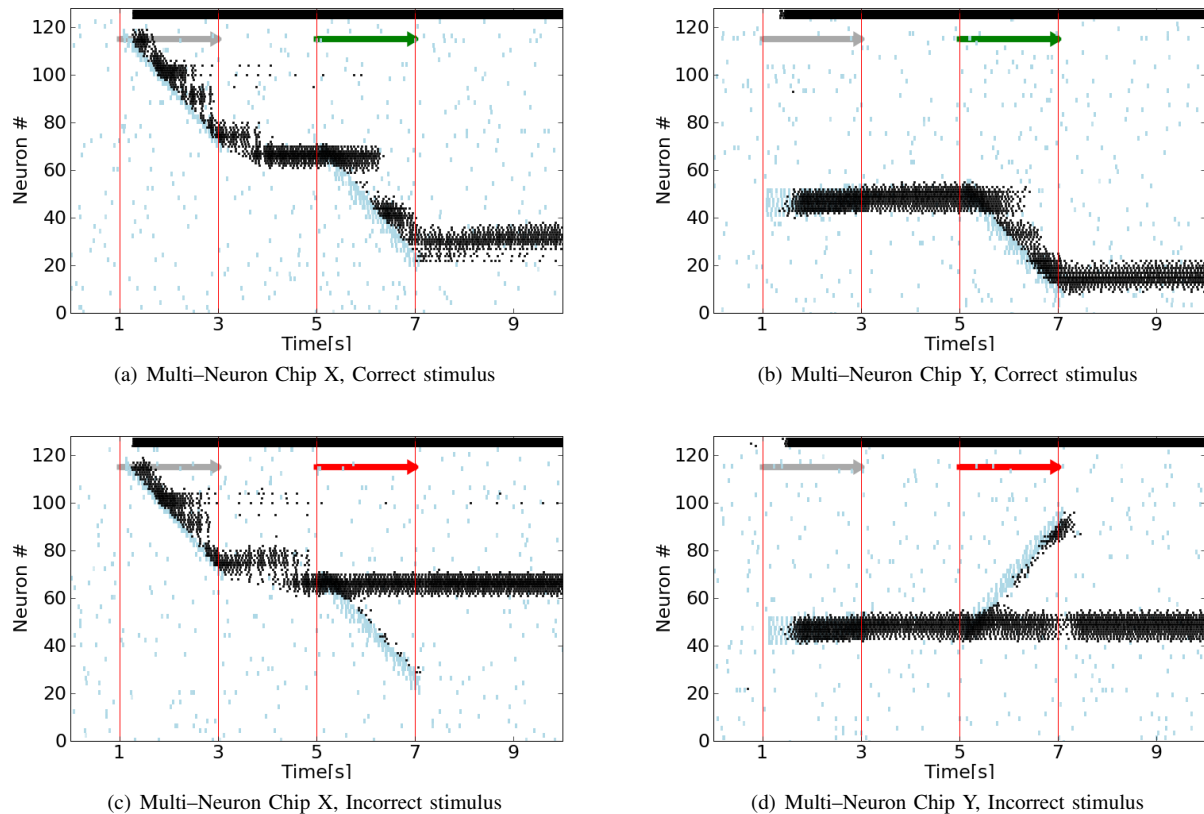 120
100
80
60
40
20
0
Neuron #
1 3 5 7 9
Time[s]
(a) Multi–Neuron Chip X, Correct stimulus
120
100
80
60
40
20
0
Neuron #
1 3 5 7 9
Time[s]
(b) Multi–Neuron Chip Y, Correct stimulus
120
100
80
60
40
20
0
Neuron #
1 3 5 7 9
Time[s]
(c) Multi–Neuron Chip X, Incorrect stimulus
120
100
80
60
40
20
0
Neuron #
1 3 5 7 9
Time[s]
(d) Multi–Neuron Chip Y, Incorrect stimulus